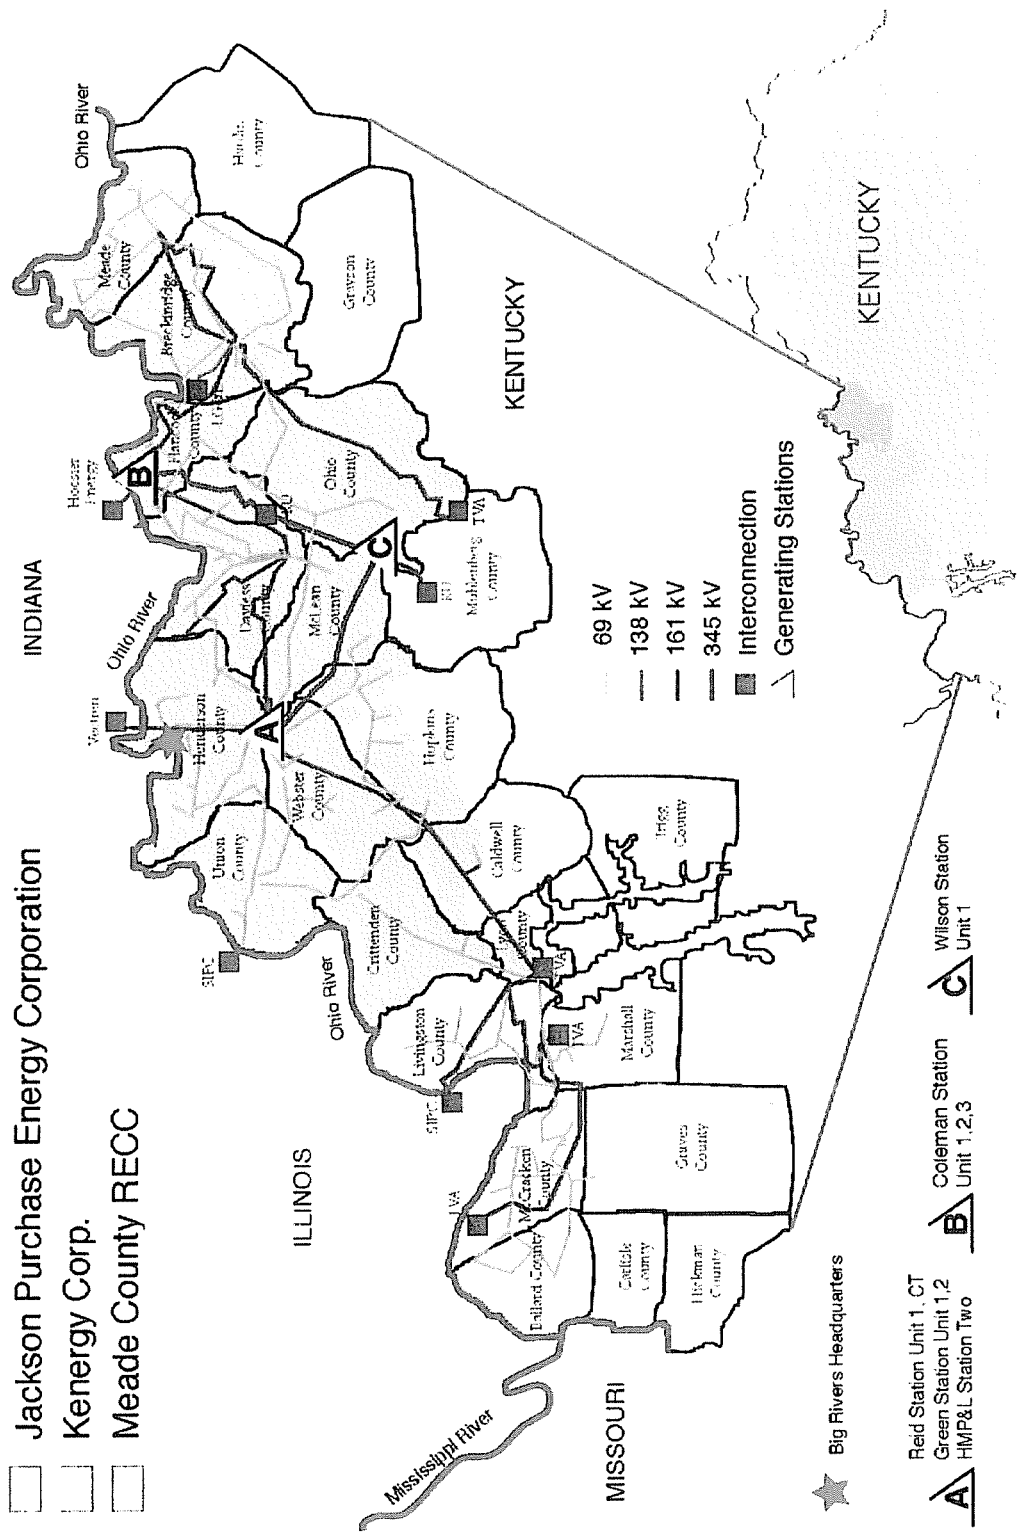 Jackson Purchase Energy Corporation
Kenergy Corp.
Meade County RECC
INDIANA
ILLINOIS
MISSOURI
KENTUCKY
KENTUCKY
Mississippi River
Ohio River
Ohio River
Ohio River
Hoosier
Energy
Vectren
SIPC
SIPC
TVA
TVA
TVA
TVA
Ballard County
Carlisle
County
Hickman
County
McCracken
County
Graves
County
Marshall
County
Livingston
County
Crittenden
County
County
Caldwell
County
Trigg
County
Union
County
Webster
County
Henderson
County
Hopkins
County
Daviess
County
McLean
County
Muhlenberg
County
Ohio
County
Hancock
County
Breckinridge
County
Meade
County
Grayson
County
Hardin
County
A
B
C
69 kV
138 kV
161 kV
345 kV
Interconnection
Generating Stations
Big Rivers Headquarters
A
Reid Station Unit 1, CT
Green Station Unit 1,2
HMP&L Station Two
B
Coleman Station
Unit 1,2,3
C
Wilson Station
Unit 1